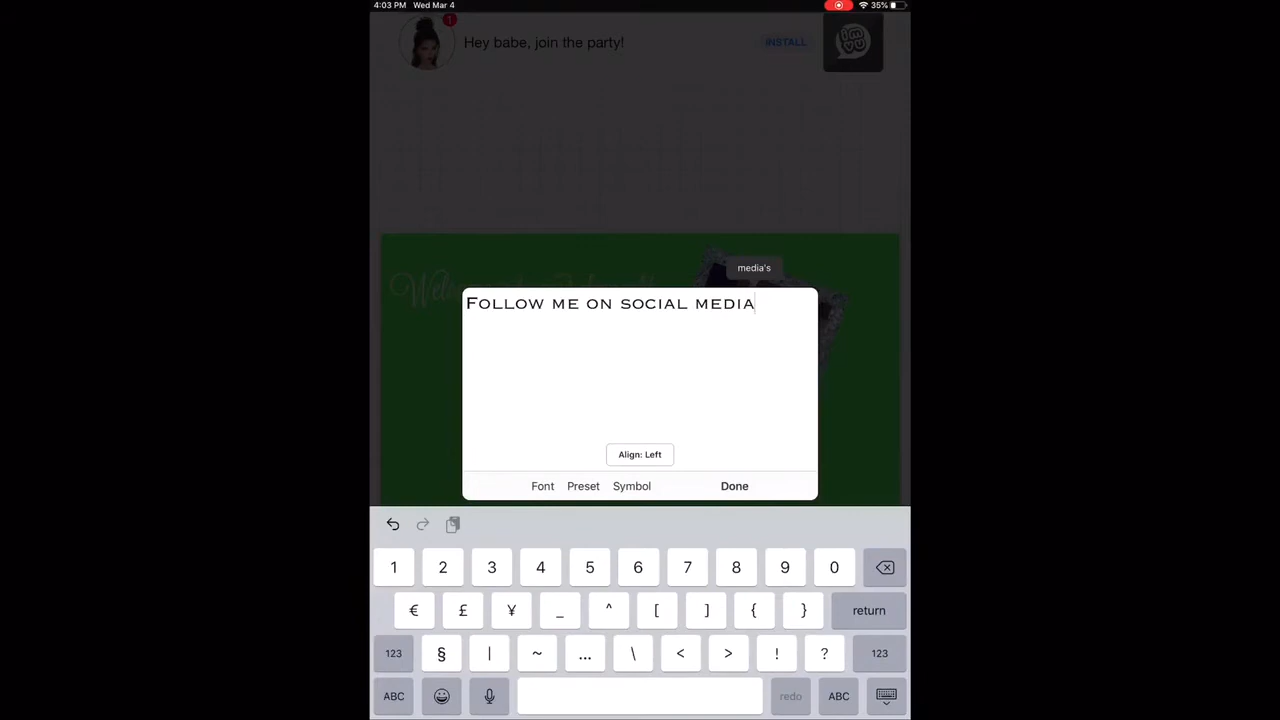 4:03 PM Wed Mar 4
35%
1
Hey babe, join the party!
INSTALL
imvu
media's
Follow me on social media
Align: Left
Font Preset Symbol Done
1 2 3 4 5 6 7 8 9 0
€ £ ¥ _ ^ [ ] { } return
123 § | ~ ... \ < > ! ? 123
ABC redo ABC